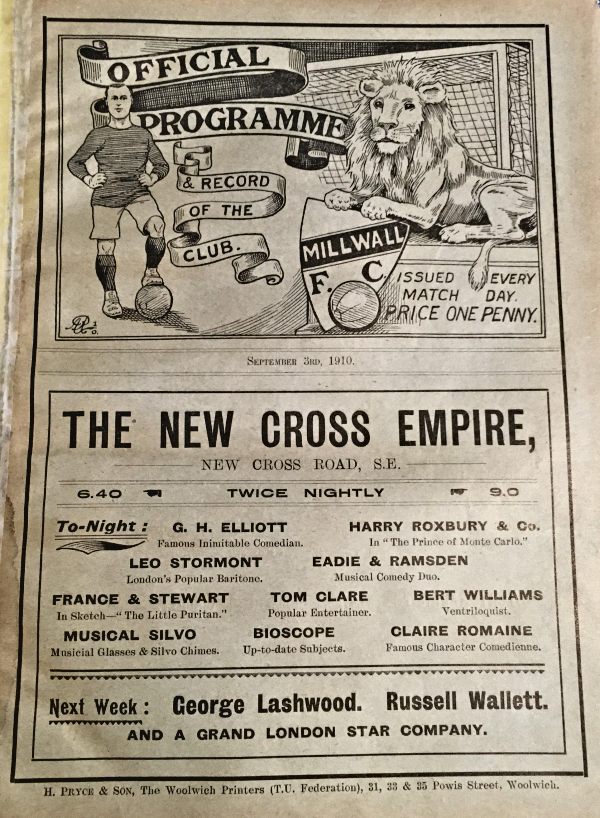 OFFICIAL
PROGRAMME
& RECORD
OF THE
CLUB.
MILLWALL
F. C.
ISSUED EVERY
MATCH DAY.
PRICE ONE PENNY.
SEPTEMBER 3RD, 1910.
THE NEW CROSS EMPIRE,
NEW CROSS ROAD, S.E.
6.40 TWICE NIGHTLY 9.0
To-Night : G. H. ELLIOTT HARRY ROXBURY & Co.
Famous Inimitable Comedian. In "The Prince of Monte Carlo."
LEO STORMONT EADIE & RAMSDEN
London's Popular Baritone. Musical Comedy Duo.
FRANCE & STEWART TOM CLARE BERT WILLIAMS
In Sketch—"The Little Puritan." Popular Entertainer. Ventriloquist.
MUSICAL SILVO BIOSCOPE CLAIRE ROMAINE
Musicial Glasses & Silvo Chimes. Up-to-date Subjects. Famous Character Comedienne.
Next Week : George Lashwood. Russell Wallett.
AND A GRAND LONDON STAR COMPANY.
H. PRYCE & SON, The Woolwich Printers (T.U. Federation), 31, 33 & 35 Powis Street, Woolwich.